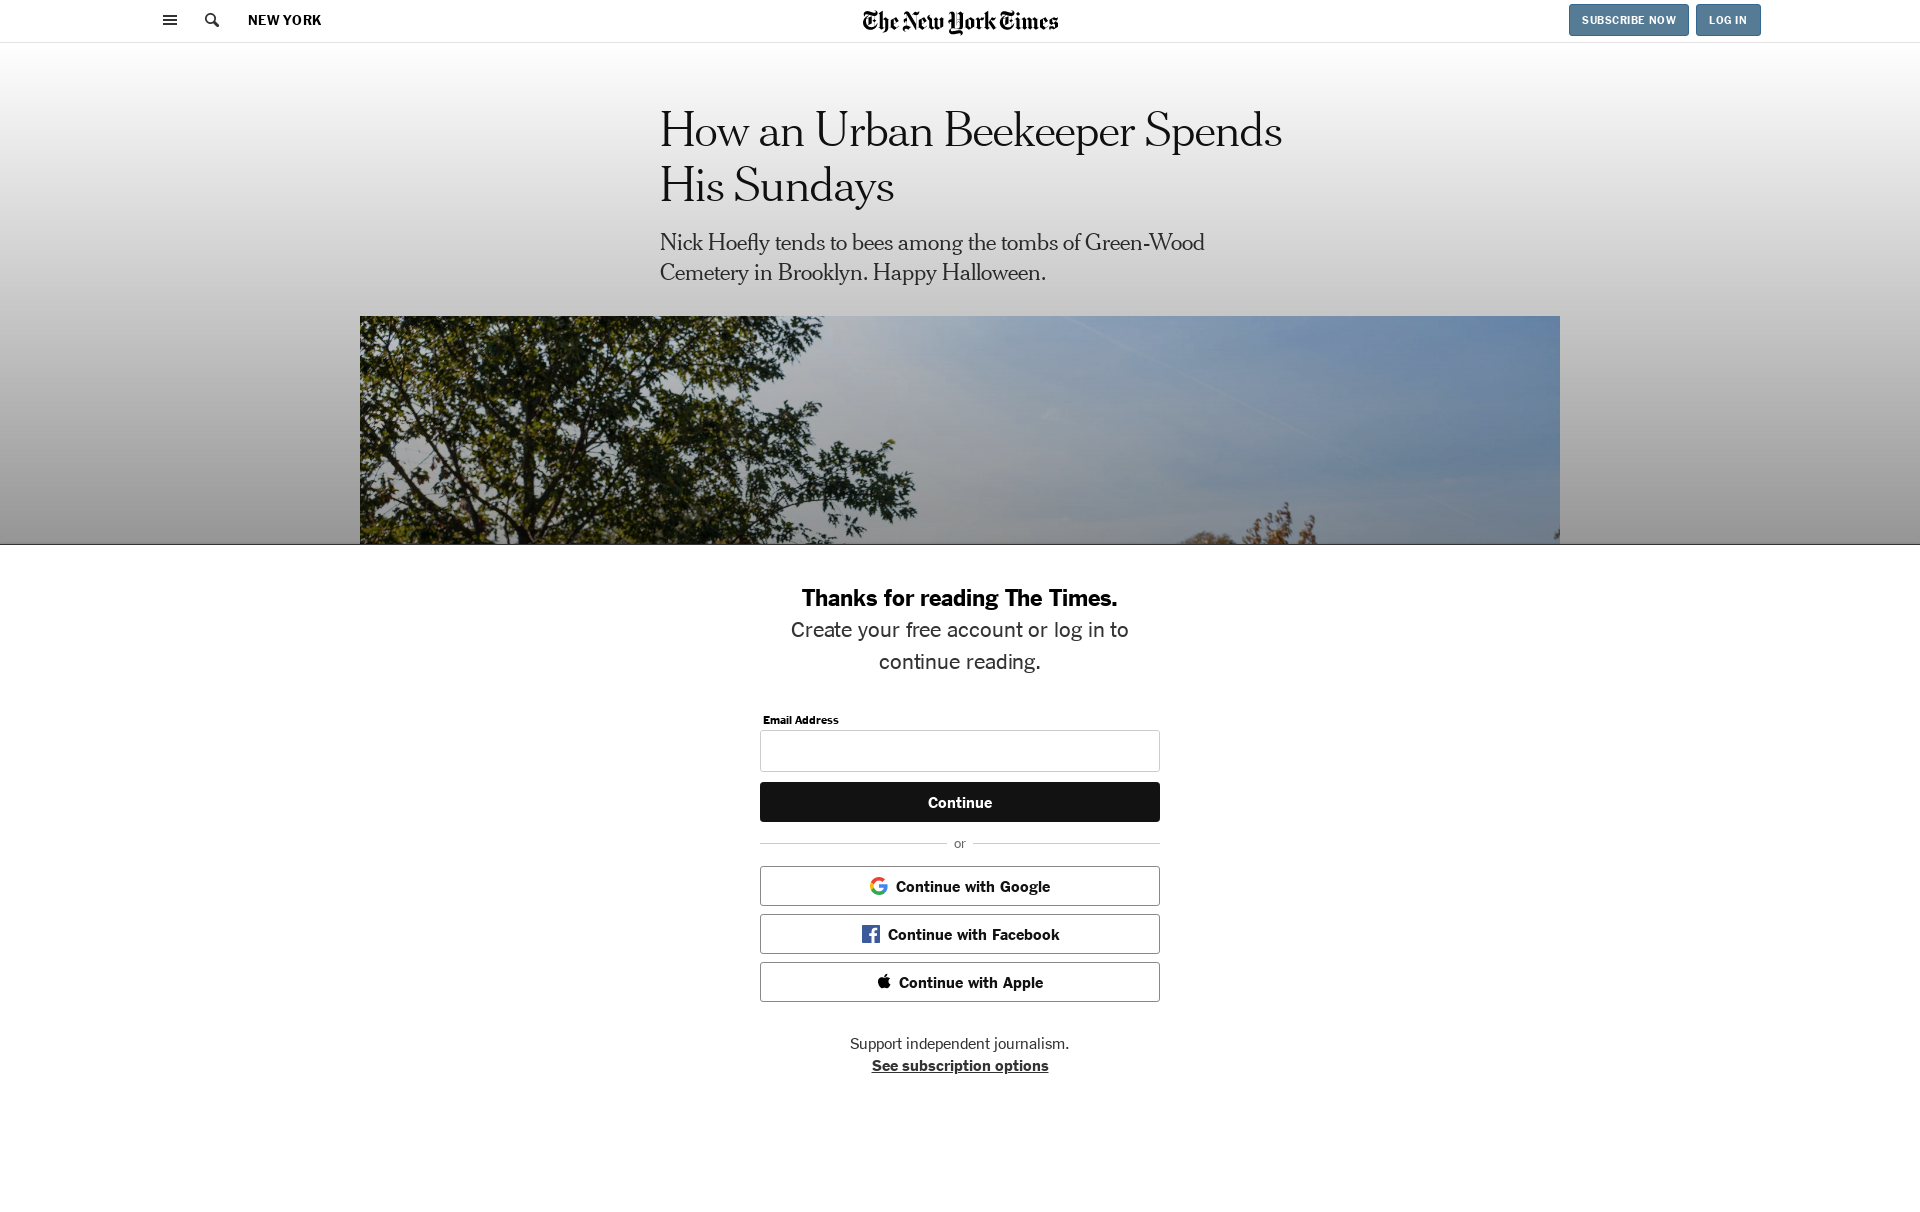 NEW YORK
The New York Times
SUBSCRIBE NOW
LOG IN
How an Urban Beekeeper Spends
His Sundays
Nick Hoefly tends to bees among the tombs of Green-Wood
Cemetery in Brooklyn. Happy Halloween.
Thanks for reading The Times.
Create your free account or log in to
continue reading.
Email Address
Continue
or
Continue with Google
Continue with Facebook
Continue with Apple
Support independent journalism.
See subscription options